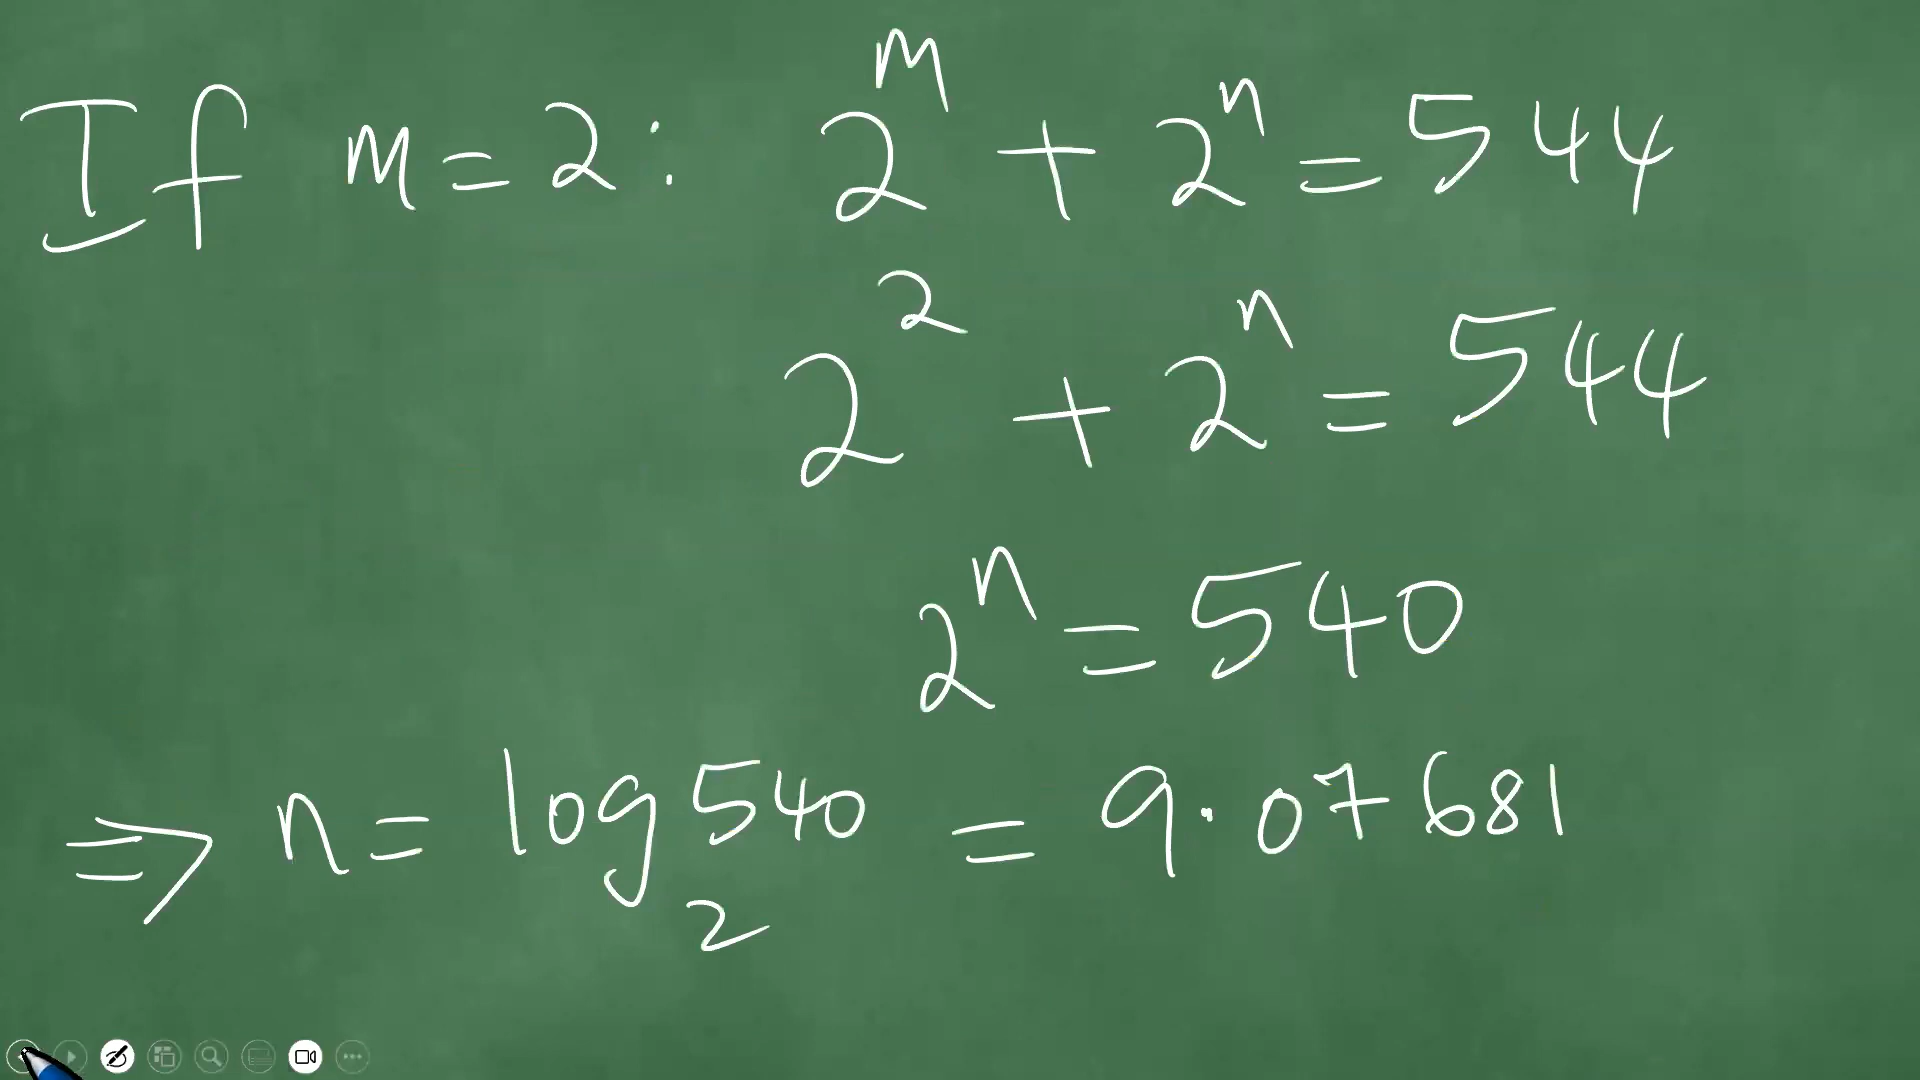 If m=2: 2^m + 2^n = 544
2^2 + 2^n = 544
2^n = 540
⇒ n = log_2 540 = 9.07681